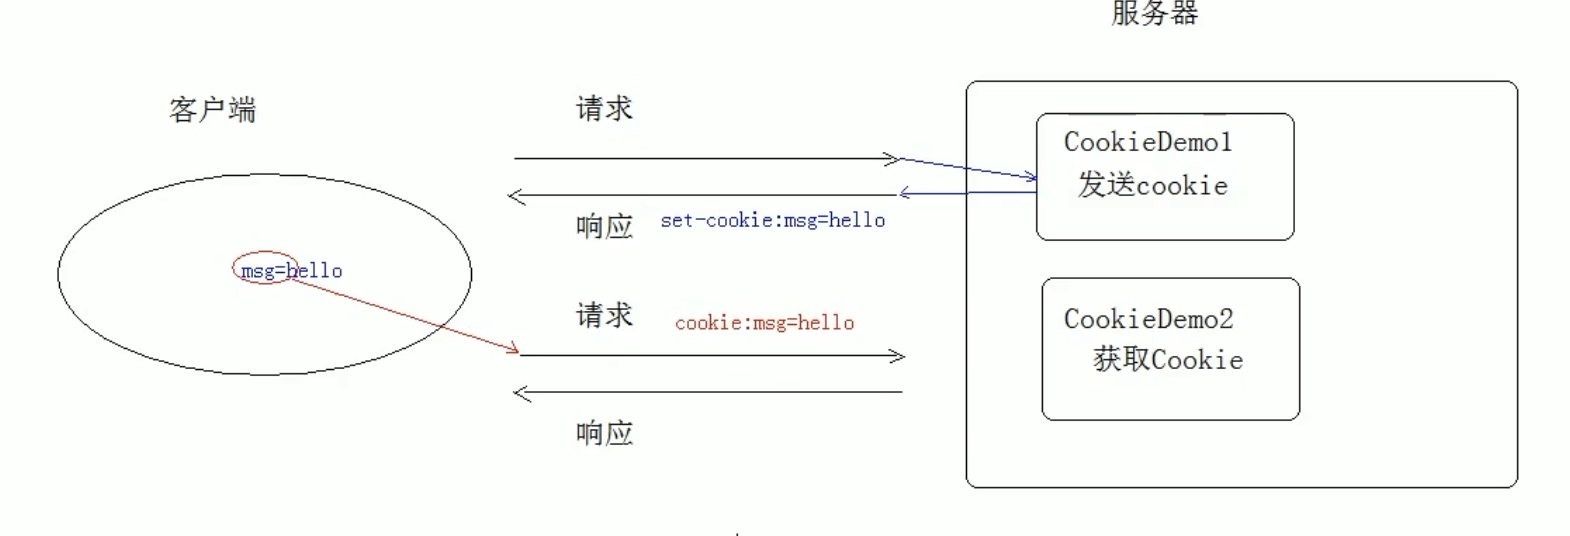 服务器
客户端
请求
CookieDemo1
发送cookie
响应
set-cookie:msg=hello
msg=hello
请求
cookie:msg=hello
CookieDemo2
获取Cookie
响应